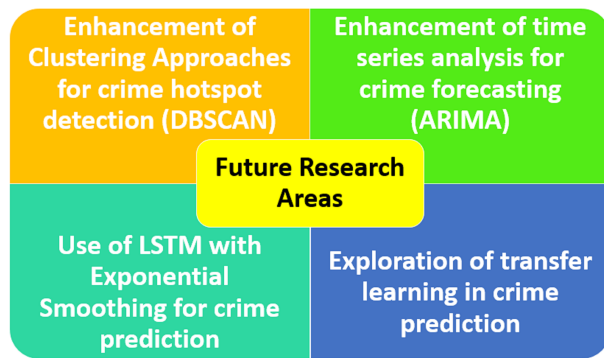 Enhancement of
Clustering Approaches
for crime hotspot
detection (DBSCAN)
Enhancement of time
series analysis for
crime forecasting
(ARIMA)
Future Research
Areas
Use of LSTM with
Exponential
Smoothing for crime
prediction
Exploration of transfer
learning in crime
prediction